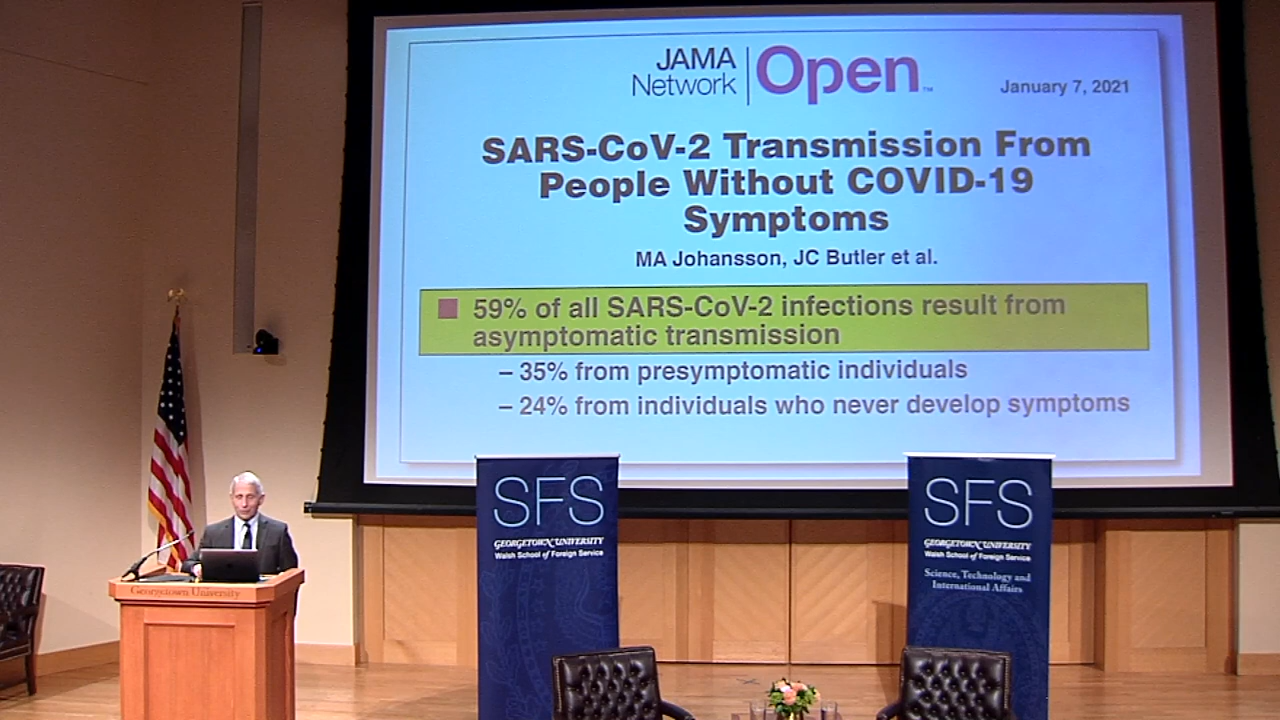 JAMA
Network
Open
™
January 7, 2021
SARS-CoV-2 Transmission From
People Without COVID-19
Symptoms
MA Johansson, JC Butler et al.
59% of all SARS-CoV-2 infections result from
asymptomatic transmission
– 35% from presymptomatic individuals
– 24% from individuals who never develop symptoms
SFS
GEORGETOWN UNIVERSITY
Walsh School of Foreign Service
SFS
GEORGETOWN UNIVERSITY
Walsh School of Foreign Service
Science, Technology and
International Affairs
Georgetown University